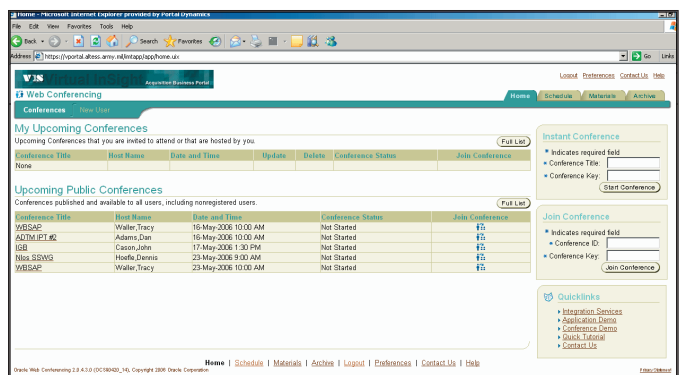 Home - Microsoft Internet Explorer provided by Portal Dynamics
File Edit View Favorites Tools Help
Back Search Favorites
Address https://vportal.altess.army.mil/imtapp/app/home.uix Go Links
VIS Virtual InSight Acquisition Business Portal
Logout Preferences Contact Us Help
Web Conferencing
Home Schedule Materials Archive
Conferences New User
My Upcoming Conferences
Upcoming Conferences that you are invited to attend or that are hosted by you.
Full List
Conference Title Host Name Date and Time Update Delete Conference Status Join Conference
None
Upcoming Public Conferences
Conferences published and available to all users, including nonregistered users.
Full List
Conference Title Host Name Date and Time Conference Status Join Conference
WBSAP Waller,Tracy 16-May-2006 10:00 AM Not Started
ADTM IPT #2 Adams,Dan 16-May-2006 10:00 AM Not Started
IGB Cason,John 17-May-2006 1:30 PM Not Started
Nlos SSWG Hoefle,Dennis 23-May-2006 9:00 AM Not Started
WBSAP Waller,Tracy 23-May-2006 10:00 AM Not Started
Instant Conference
* Indicates required field
* Conference Title:
* Conference Key:
Start Conference
Join Conference
* Indicates required field
* Conference ID:
* Conference Key:
Join Conference
Quicklinks
Integration Services
Application Demo
Conference Demo
Quick Tutorial
Contact Us
Home | Schedule | Materials | Archive | Logout | Preferences | Contact Us | Help
Oracle Web Conferencing 2.0.4.3.0 (OCSA0420_14), Copyright 2006 Oracle Corporation
Privacy Statement